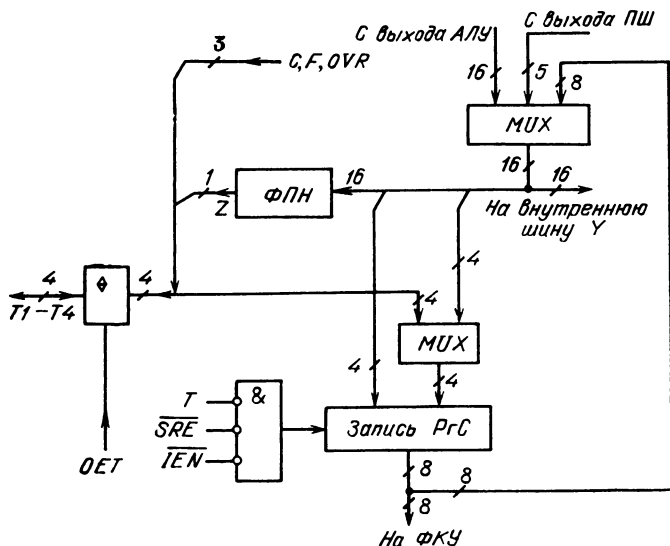 С выхода АЛУ
С выхода ПШ
3
C, F, OVR
16
5
8
MUX
16
1
ФПН
16
16
Z
На внутреннюю
шину Y
4
4
4
T1-T4
4
4
MUX
4
4
&
T
SRE
IEN
Запись РгС
OET
8
8
8
На ФКУ